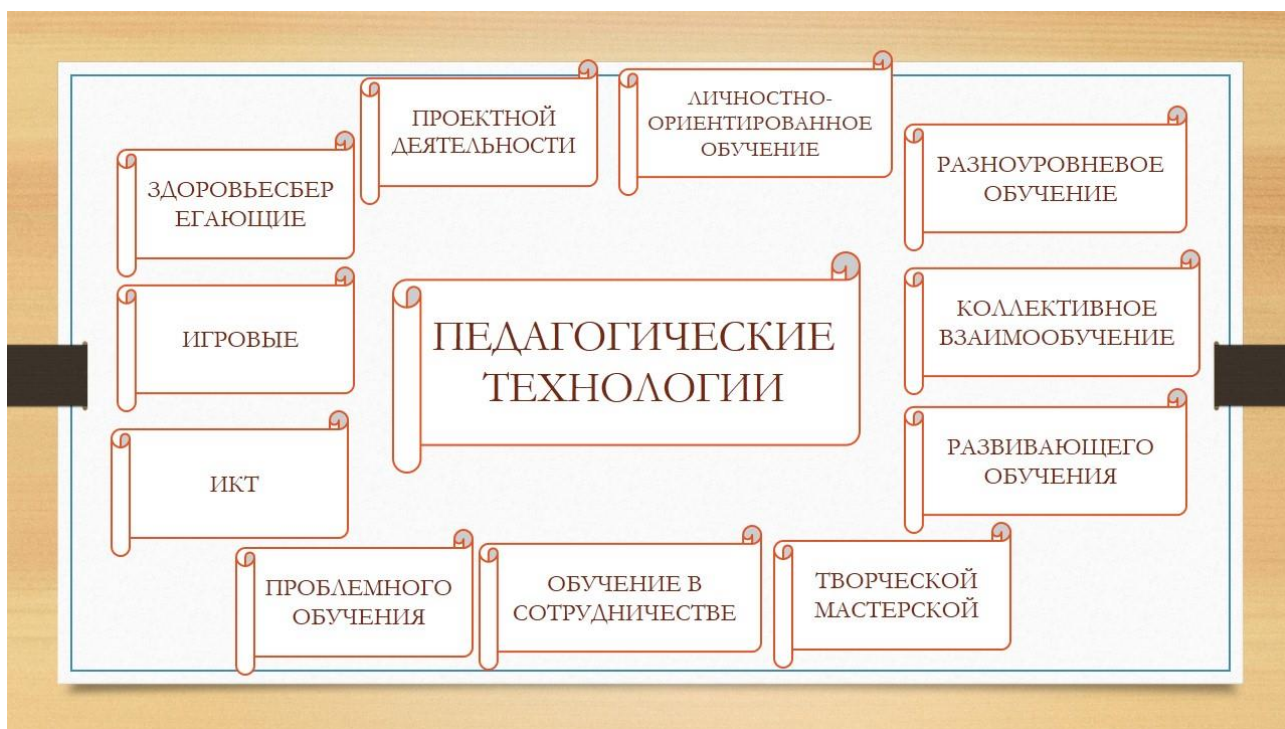 ПРОЕКТНОЙ
ДЕЯТЕЛЬНОСТИ
ЛИЧНОСТНО-
ОРИЕНТИРОВАННОЕ
ОБУЧЕНИЕ
РАЗНОУРОВНЕВОЕ
ОБУЧЕНИЕ
ЗДОРОВЬЕСБЕР
ЕГАЮЩИЕ
ИГРОВЫЕ
ПЕДАГОГИЧЕСКИЕ
ТЕХНОЛОГИИ
КОЛЛЕКТИВНОЕ
ВЗАИМООБУЧЕНИЕ
ИКТ
РАЗВИВАЮЩЕГО
ОБУЧЕНИЯ
ПРОБЛЕМНОГО
ОБУЧЕНИЯ
ОБУЧЕНИЕ В
СОТРУДНИЧЕСТВЕ
ТВОРЧЕСКОЙ
МАСТЕРСКОЙ